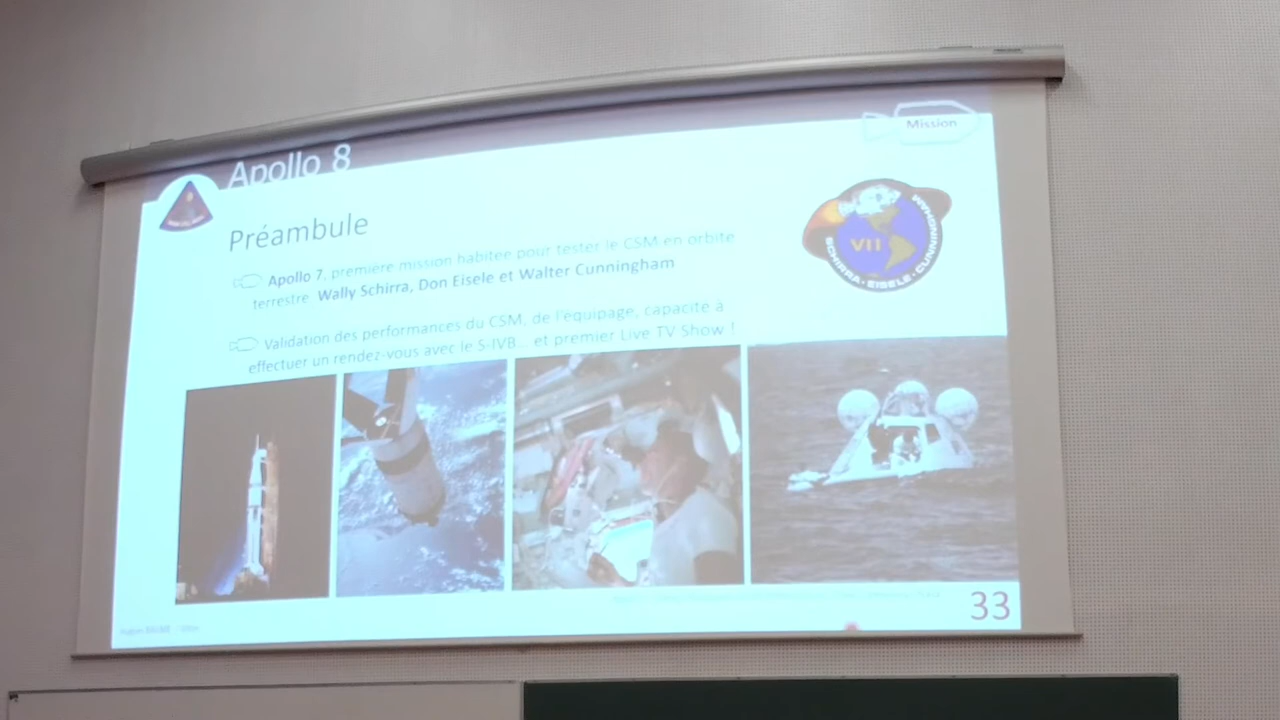 Mission
Apollo 8
Préambule
Apollo 7, première mission habitée pour tester le CSM en orbite
terrestre Wally Schirra, Don Eisele et Walter Cunningham
Validation des performances du CSM, de l'équipage, capacité à
effectuer un rendez-vous avec le S-IVB... et premier Live TV Show !
VII
SCHIRRA · EISELE · CUNNINGHAM
33